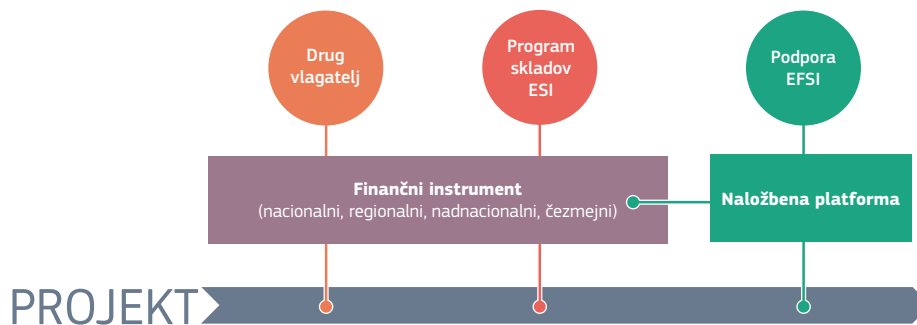 Drug
vlagatelj
Program
skladov
ESI
Podpora
EFSI
Finančni instrument
(nacionalni, regionalni, nadnacionalni, čezmejni)
Naložbena platforma
PROJEKT